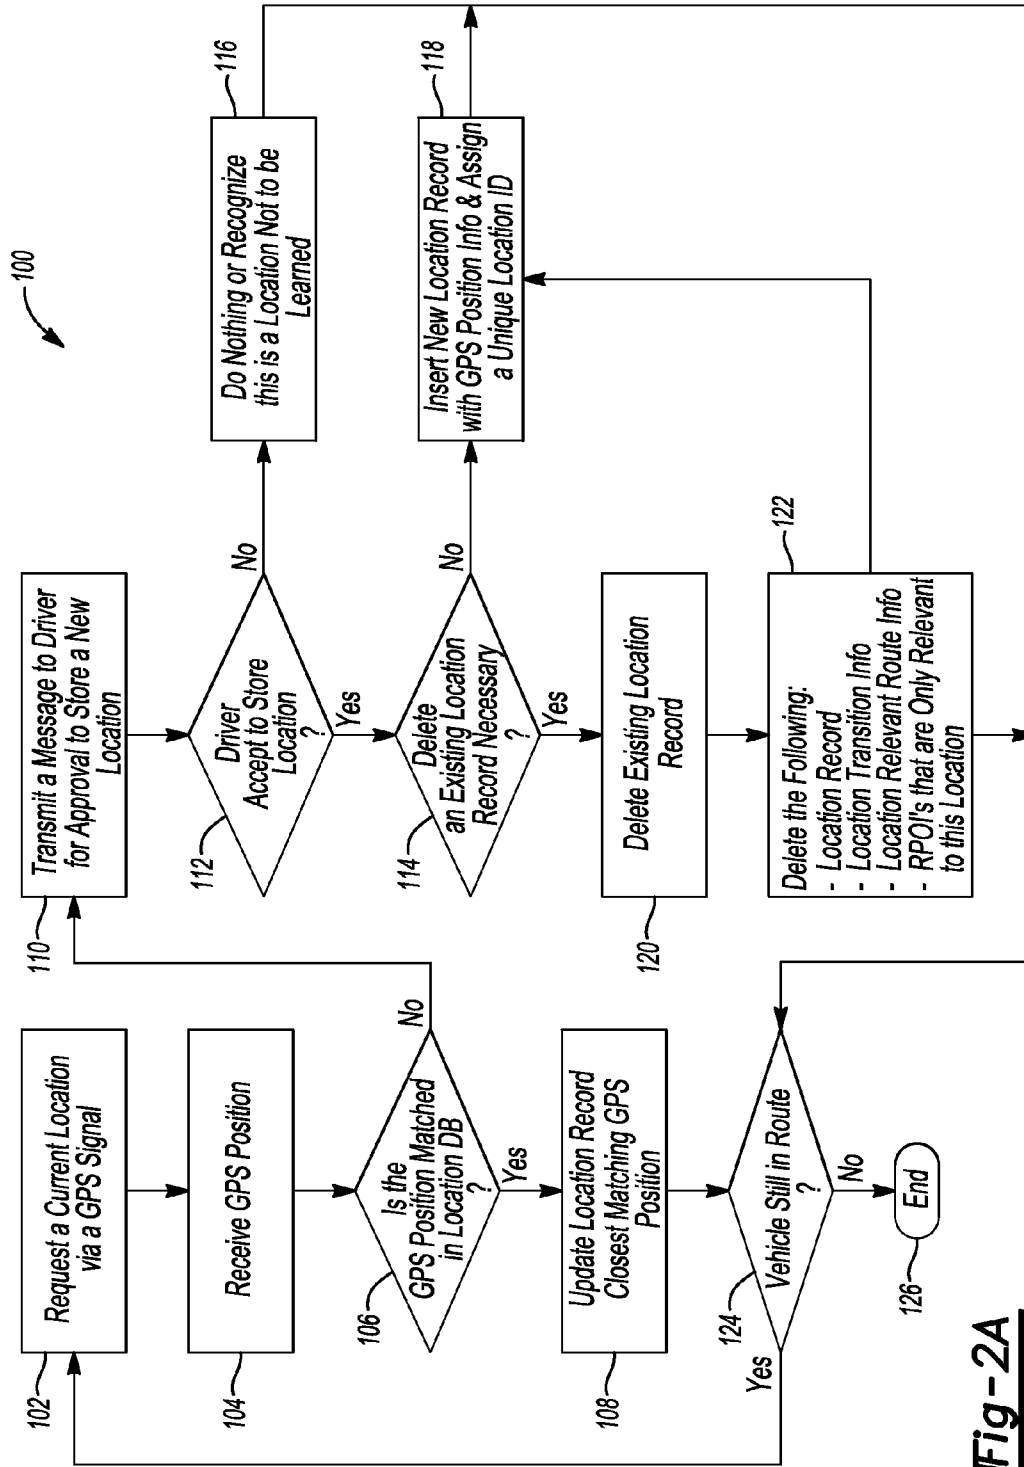 100
102
Request a Current Location
via a GPS Signal
104
Receive GPS Position
106
Is the
GPS Position Matched
in Location DB
?
No
Yes
108
Update Location Record
Closest Matching GPS
Position
124
Vehicle Still in Route
?
Yes
No
End
126
110
Transmit a Message to Driver
for Approval to Store a New
Location
112
Driver
Accept to Store
Location
?
No
Yes
116
Do Nothing or Recognize
this is a Location Not to be
Learned
114
Delete
an Existing Location
Record Necessary
?
No
Yes
118
Insert New Location Record
with GPS Position Info & Assign
a Unique Location ID
120
Delete Existing Location
Record
122
Delete the Following:
- Location Record
- Location Transition Info
- Location Relevant Route Info
- RPOI's that are Only Relevant
to this Location
Fig-2A